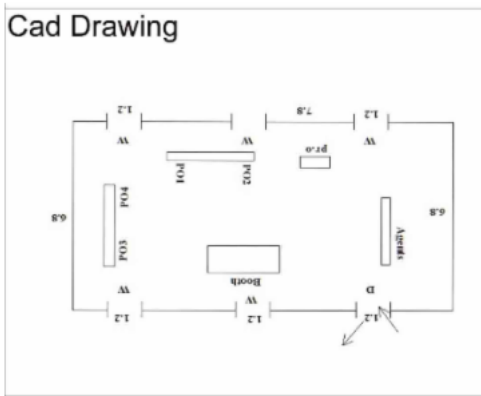 Cad Drawing
1.2
7.8
1.2
W
W
W
pr.o
PO1
PO2
PO4
PO3
6.8
6.8
Agents
Booth
W
W
D
1.2
1.2
1.2